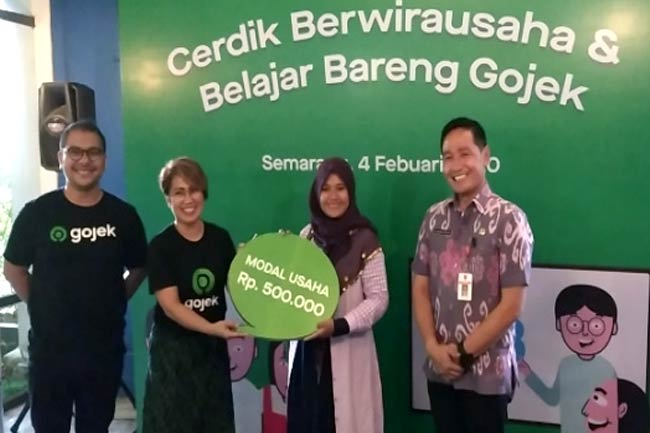 Cerdik Berwirausaha &
Belajar Bareng Gojek
4 Febuari
gojek
gojek
MODAL USAHA
Rp. 500.000